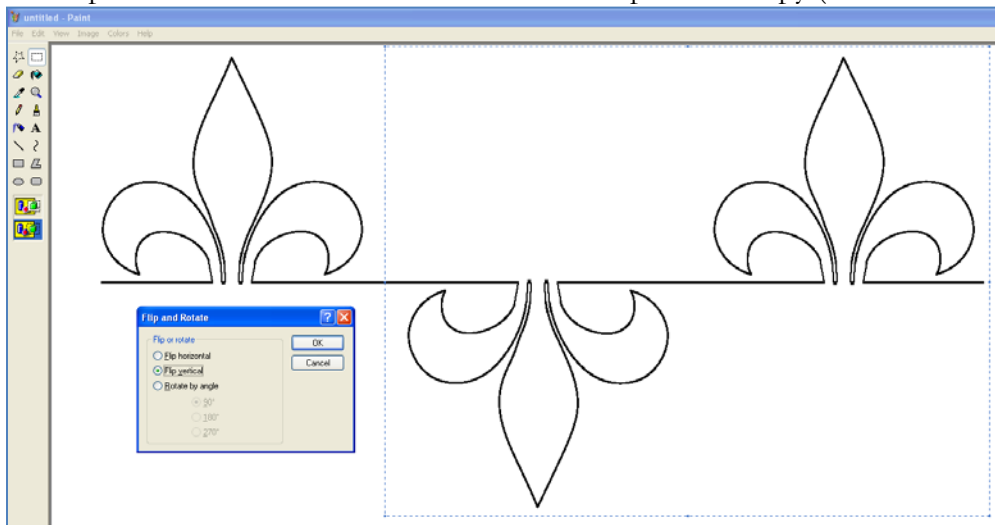 untitled - Paint
File Edit View Image Colors Help
A
Flip and Rotate
?
Flip or rotate
Flip horizontal
Flip vertical
Rotate by angle
90°
180°
270°
OK
Cancel